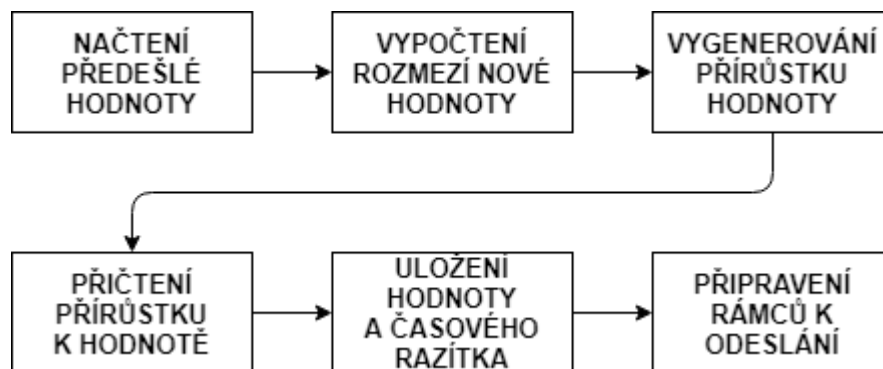 NAČTENÍ
PŘEDEŠLÉ
HODNOTY
VYPOČTENÍ
ROZMEZÍ NOVÉ
HODNOTY
VYGENEROVÁNÍ
PŘÍRŮSTKU
HODNOTY
PŘIČTENÍ
PŘÍRŮSTKU
K HODNOTĚ
ULOŽENÍ
HODNOTY
A ČASOVÉHO
RAZÍTKA
PŘIPRAVENÍ
RÁMCŮ K
ODESLÁNÍ